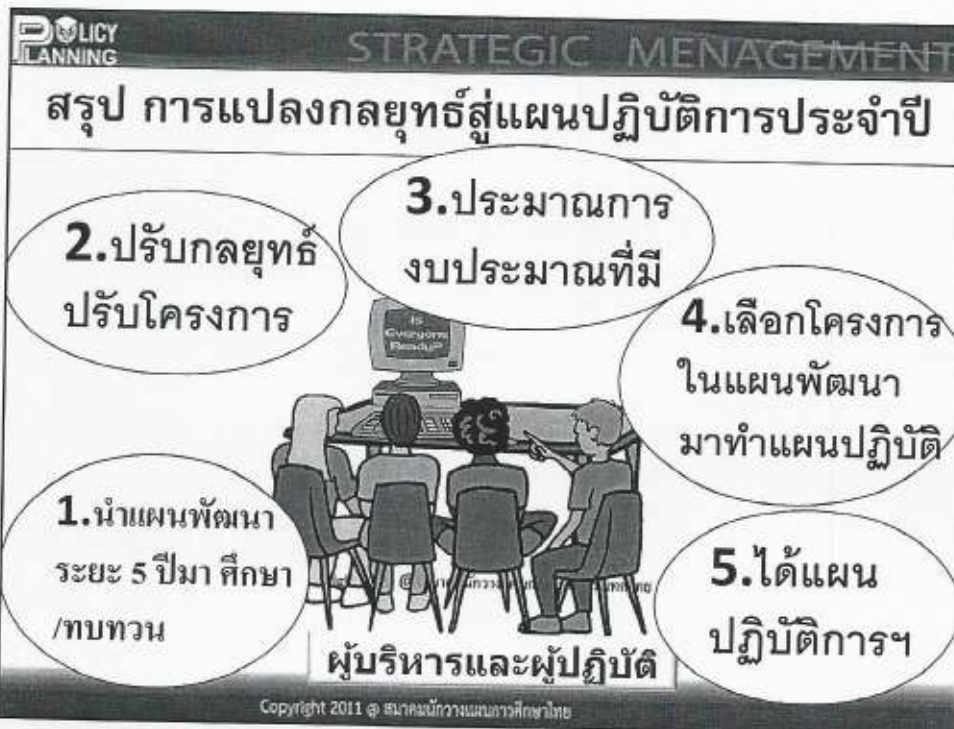 POLICY
PLANNING
STRATEGIC MENAGEMENT
สรุป การแปลงกลยุทธ์สู่แผนปฏิบัติการประจำปี
3.ประมาณการ
งบประมาณที่มี
2.ปรับกลยุทธ์
ปรับโครงการ
4.เลือกโครงการ
ในแผนพัฒนา
มาทำแผนปฏิบัติ
Is
Everyone
Ready?
1.นำแผนพัฒนา
ระยะ 5 ปีมา ศึกษา
/ทบทวน
5.ได้แผน
ปฏิบัติการฯ
ผู้บริหารและผู้ปฏิบัติ
Copyright 2011 @ สมาคมนักวางแผนการศึกษาไทย